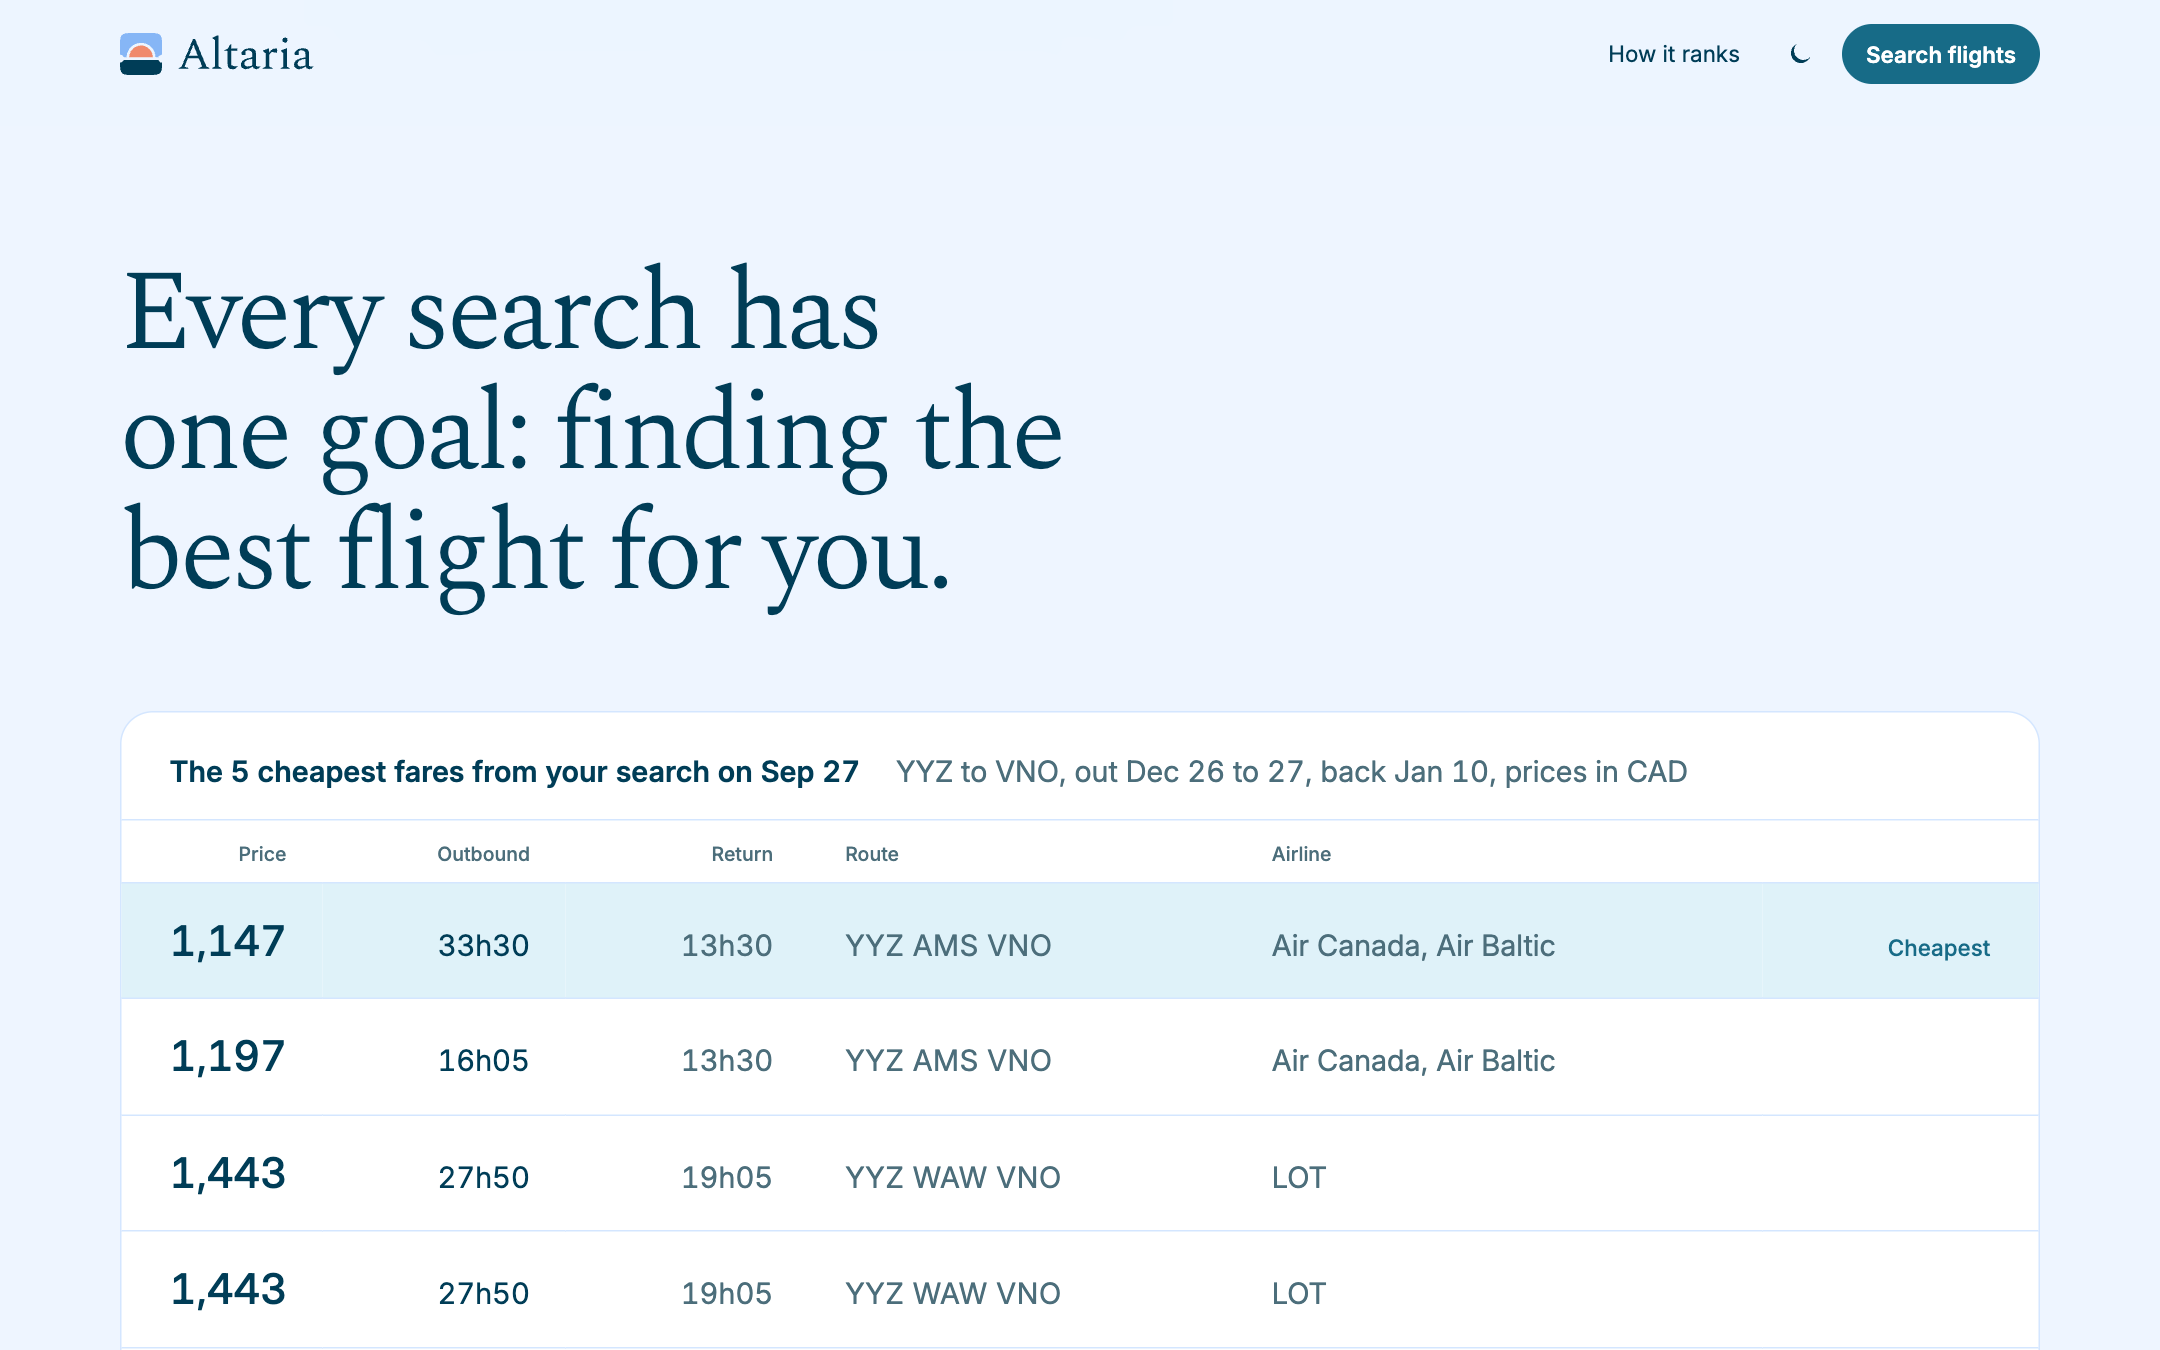 Altaria
How it ranks
Search flights
Every search has
one goal: finding the
best flight for you.
The 5 cheapest fares from your search on Sep 27 YYZ to VNO, out Dec 26 to 27, back Jan 10, prices in CAD
Price Outbound Return Route Airline
1,147 33h30 13h30 YYZ AMS VNO Air Canada, Air Baltic Cheapest
1,197 16h05 13h30 YYZ AMS VNO Air Canada, Air Baltic
1,443 27h50 19h05 YYZ WAW VNO LOT
1,443 27h50 19h05 YYZ WAW VNO LOT